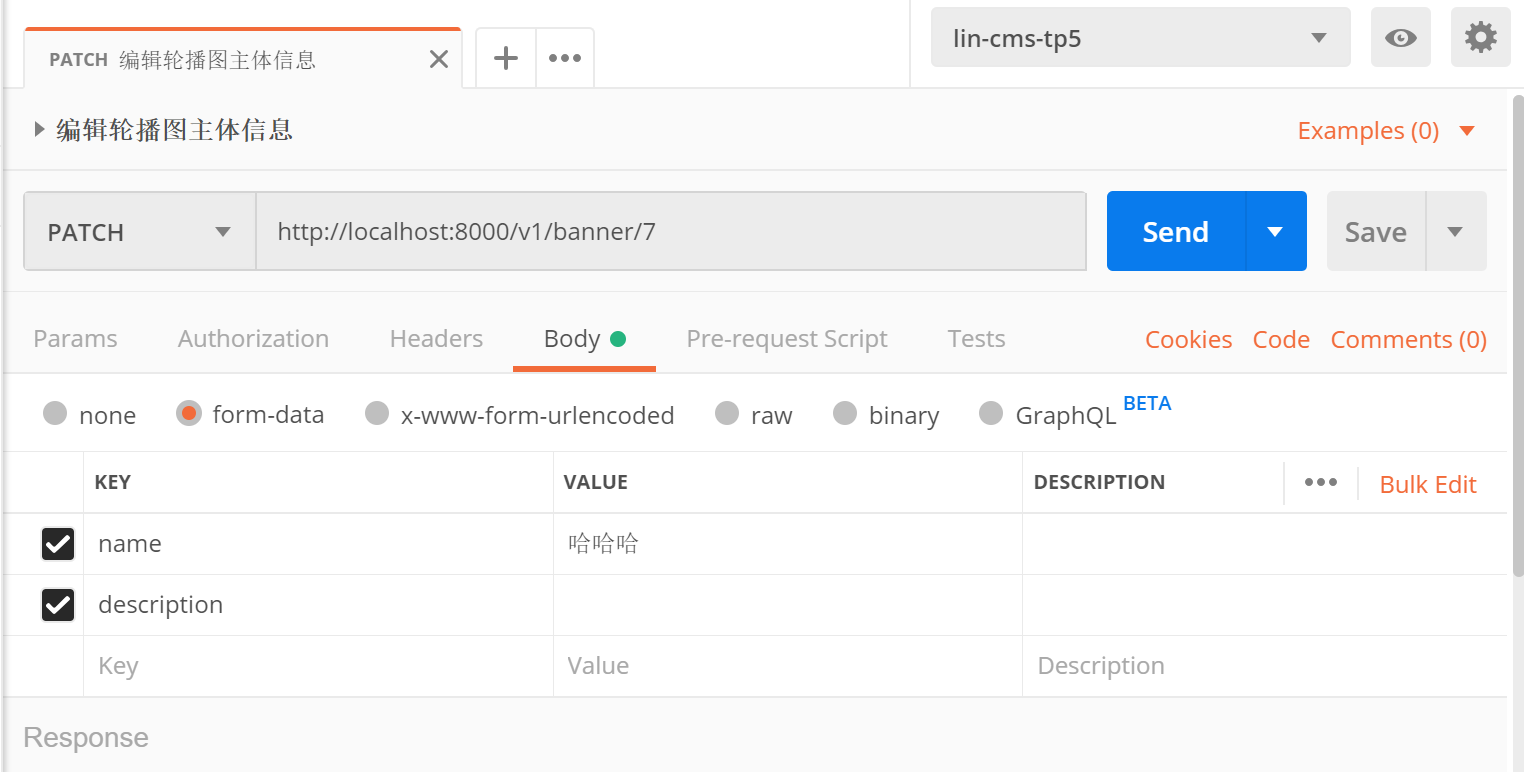 PATCH 编辑轮播图主体信息
lin-cms-tp5
编辑轮播图主体信息
Examples (0)
PATCH
http://localhost:8000/v1/banner/7
Send
Save
Params Authorization Headers Body Pre-request Script Tests Cookies Code Comments (0)
none form-data x-www-form-urlencoded raw binary GraphQL BETA
KEY VALUE DESCRIPTION Bulk Edit
name 哈哈哈
description
Key Value Description
Response